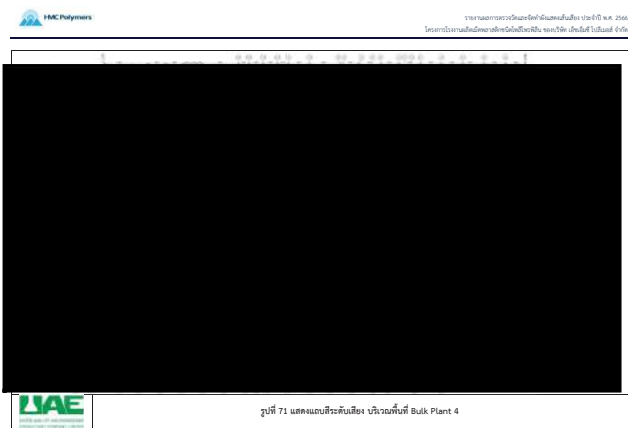 HMC Polymers
รายงานผลการตรวจวัดและจัดทำผังแสดงเส้นเสียง ประจำปี พ.ศ. 2566
โครงการโรงงานผลิตเม็ดพลาสติกชนิดโพลีโพรพิลีน ของบริษัท เอ็ชเอ็มซี โปลีเมอส์ จำกัด
UAE
รูปที่ 71 แสดงแถบสีระดับเสียง บริเวณพื้นที่ Bulk Plant 4